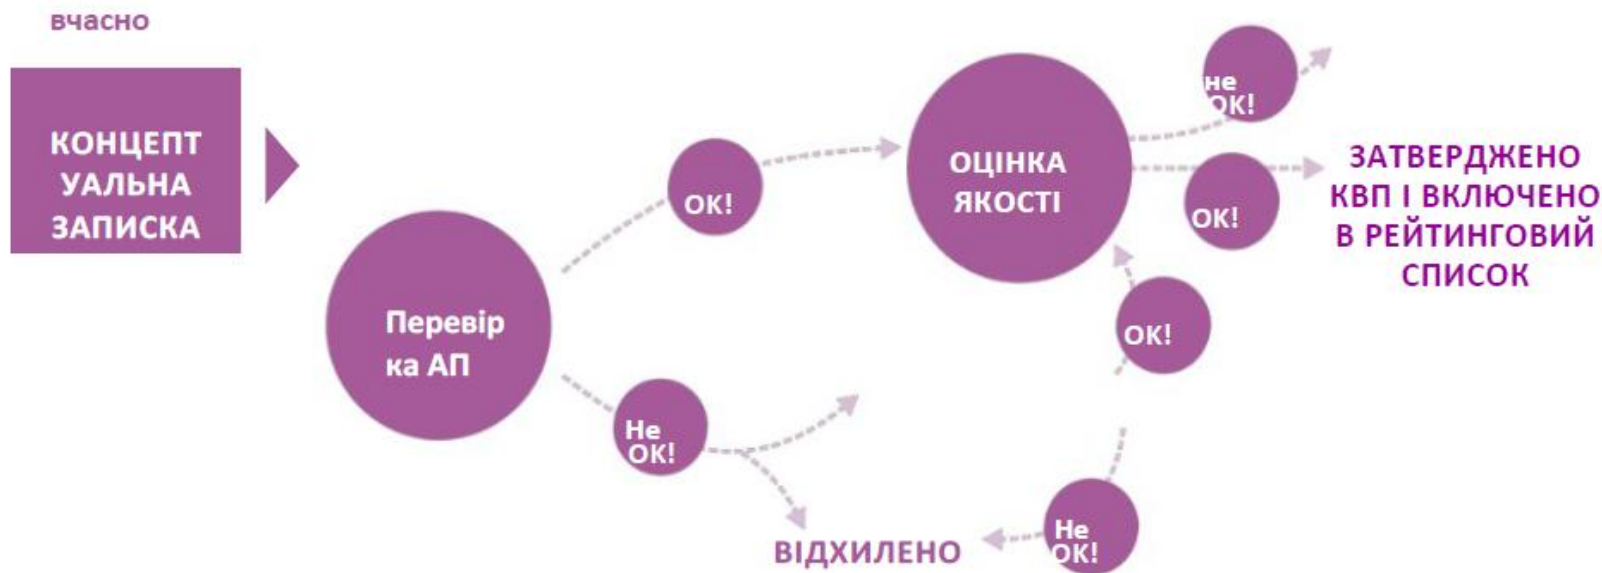 вчасно
КОНЦЕПТ
УАЛЬНА
ЗАПИСКА
Перевір
ка АП
ОК!
Не
ОК!
ВІДХИЛЕНО
Не
ОК!
ОК!
ОЦІНКА
ЯКОСТІ
не
ОК!
ОК!
ЗАТВЕРДЖЕНО
КВП І ВКЛЮЧЕНО
В РЕЙТИНГОВИЙ
СПИСОК